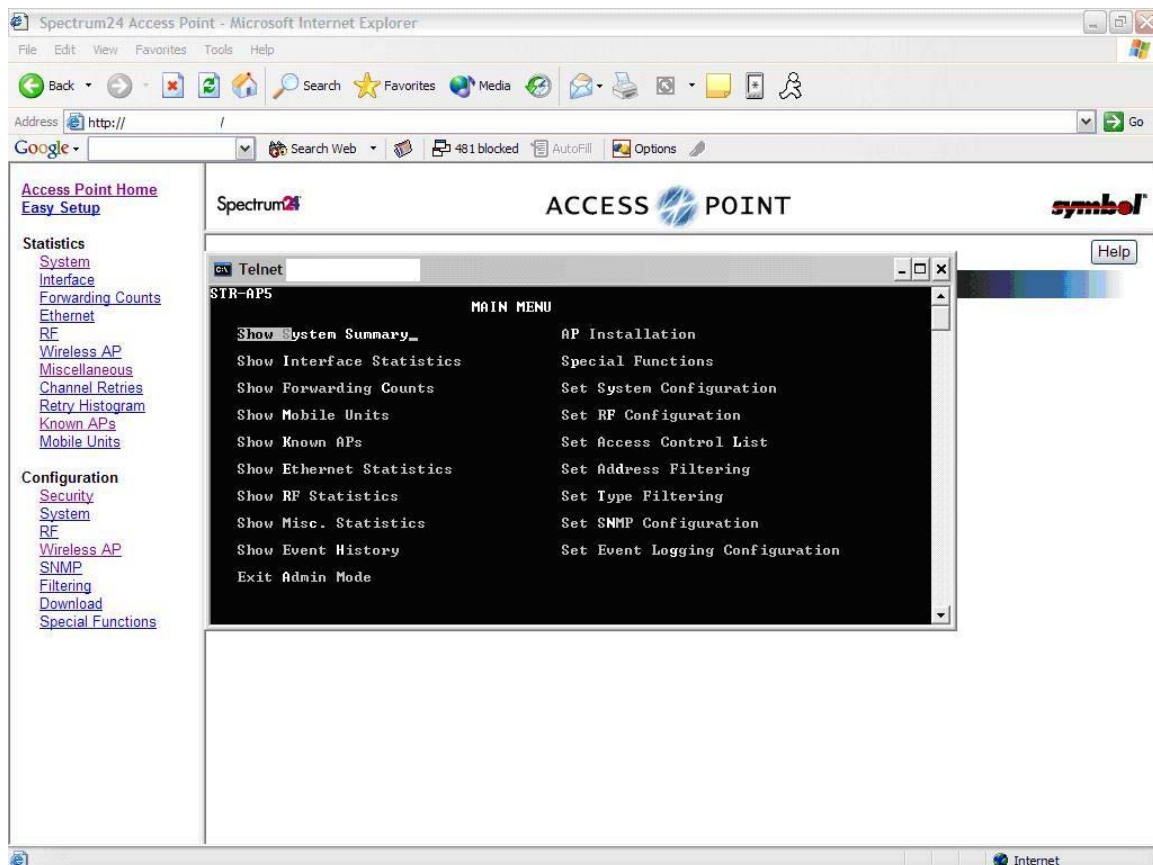 Spectrum24 Access Point - Microsoft Internet Explorer
File Edit View Favorites Tools Help
Back Search Favorites Media
Address http:// / Go
Google Search Web 481 blocked AutoFill Options
Access Point Home
Easy Setup
Statistics
System
Interface
Forwarding Counts
Ethernet
RF
Wireless AP
Miscellaneous
Channel Retries
Retry Histogram
Known APs
Mobile Units
Configuration
Security
System
RF
Wireless AP
SNMP
Filtering
Download
Special Functions
Spectrum24
ACCESS POINT
symbol
Help
Telnet
STR-AP5
MAIN MENU
Show System Summary
AP Installation
Show Interface Statistics
Special Functions
Show Forwarding Counts
Set System Configuration
Show Mobile Units
Set RF Configuration
Show Known APs
Set Access Control List
Show Ethernet Statistics
Set Address Filtering
Show RF Statistics
Set Type Filtering
Show Misc. Statistics
Set SNMP Configuration
Show Event History
Set Event Logging Configuration
Exit Admin Mode
Internet